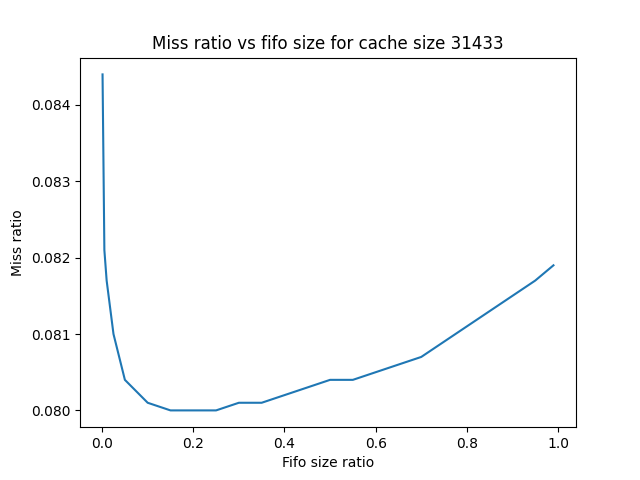 Miss ratio vs fifo size for cache size 31433
0.084
0.083
0.082
0.081
0.080
Miss ratio
0.0 0.2 0.4 0.6 0.8 1.0
Fifo size ratio